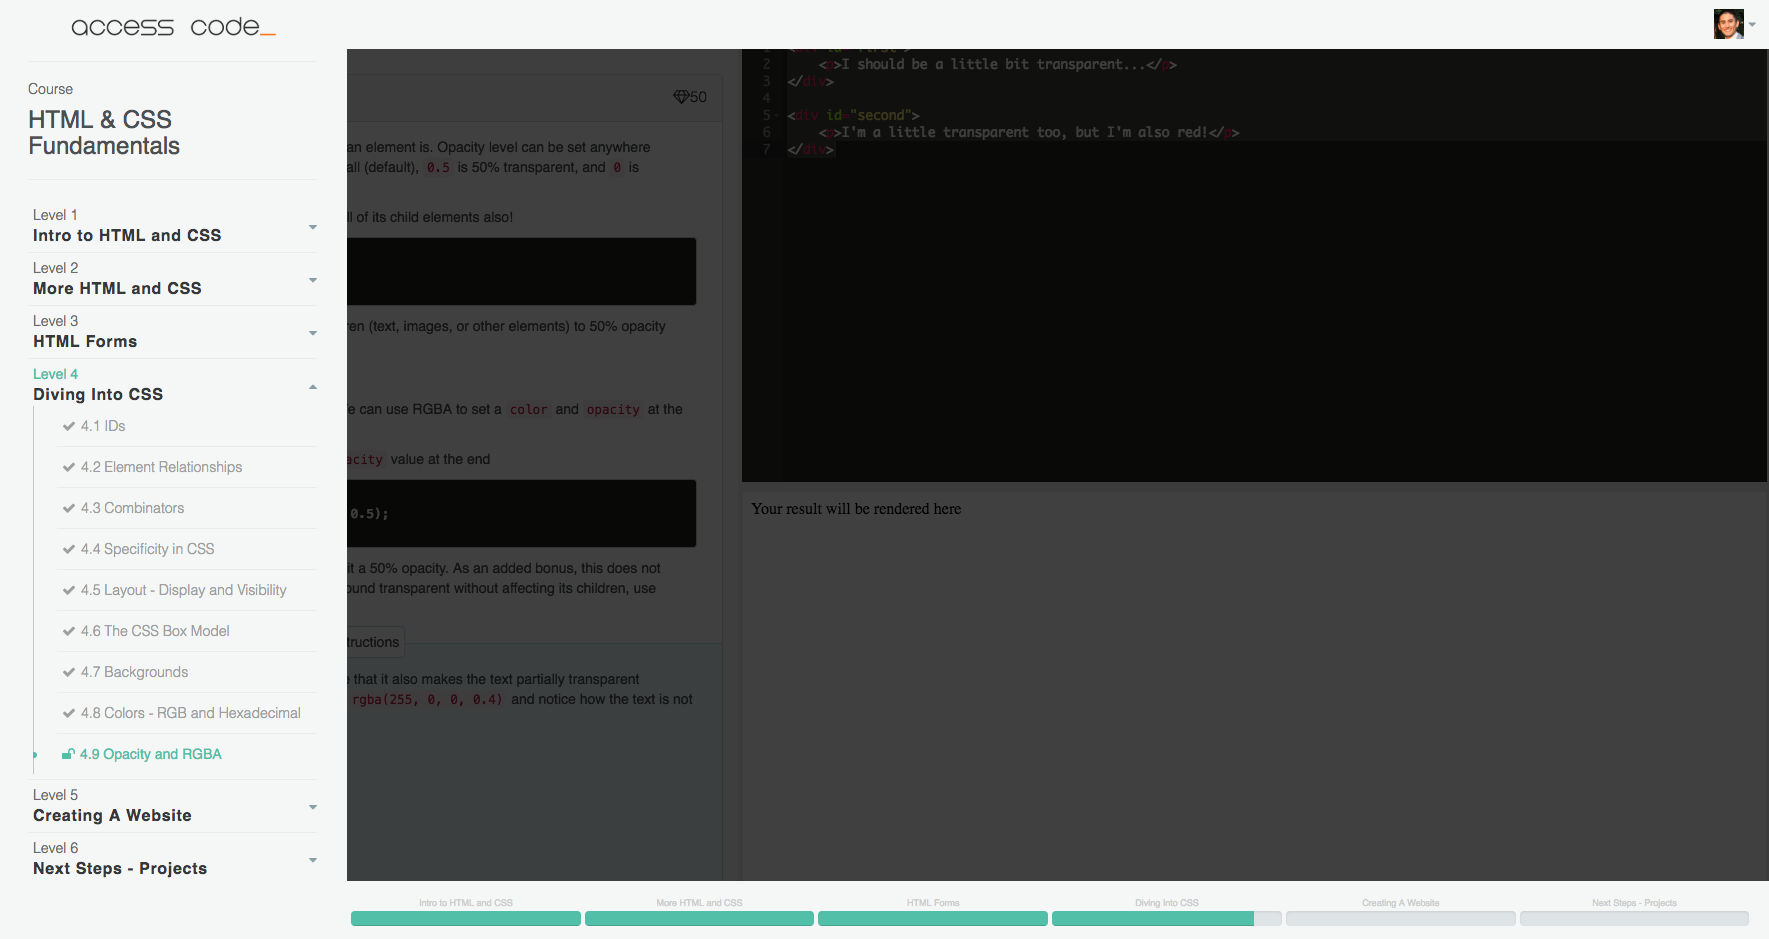 access code_
Course
HTML & CSS
Fundamentals
Level 1
Intro to HTML and CSS
Level 2
More HTML and CSS
Level 3
HTML Forms
Level 4
Diving Into CSS
4.1 IDs
4.2 Element Relationships
4.3 Combinators
4.4 Specificity in CSS
4.5 Layout - Display and Visibility
4.6 The CSS Box Model
4.7 Backgrounds
4.8 Colors - RGB and Hexadecimal
4.9 Opacity and RGBA
Level 5
Creating A Website
Level 6
Next Steps - Projects
50
an element is. Opacity level can be set anywhere
all (default), 0.5 is 50% transparent, and 0 is
ll of its child elements also!
ren (text, images, or other elements) to 50% opacity
e can use RGBA to set a color and opacity at the
acity value at the end
0.5);
it a 50% opacity. As an added bonus, this does not
ound transparent without affecting its children, use
tructions
e that it also makes the text partially transparent
rgba(255, 0, 0, 0.4) and notice how the text is not
1 <div id="first">
2 <p>I should be a little bit transparent...</p>
3 </div>
4
5 <div id="second">
6 <p>I'm a little transparent too, but I'm also red!</p>
7 </div>
Your result will be rendered here
Intro to HTML and CSS
More HTML and CSS
HTML Forms
Diving Into CSS
Creating A Website
Next Steps - Projects